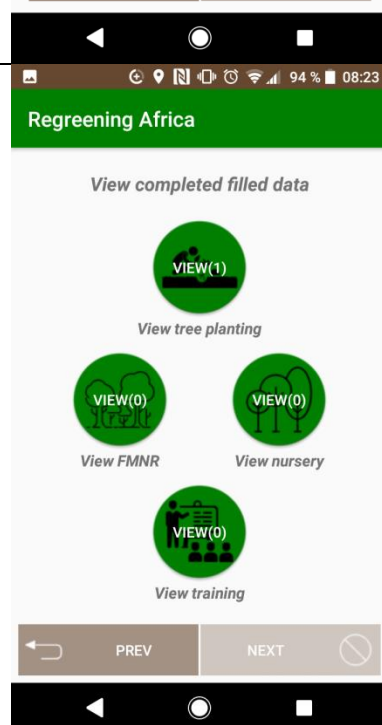 94 % 08:23
Regreening Africa
View completed filled data
VIEW(1)
View tree planting
VIEW(0) VIEW(0)
View FMNR View nursery
VIEW(0)
View training
PREV NEXT